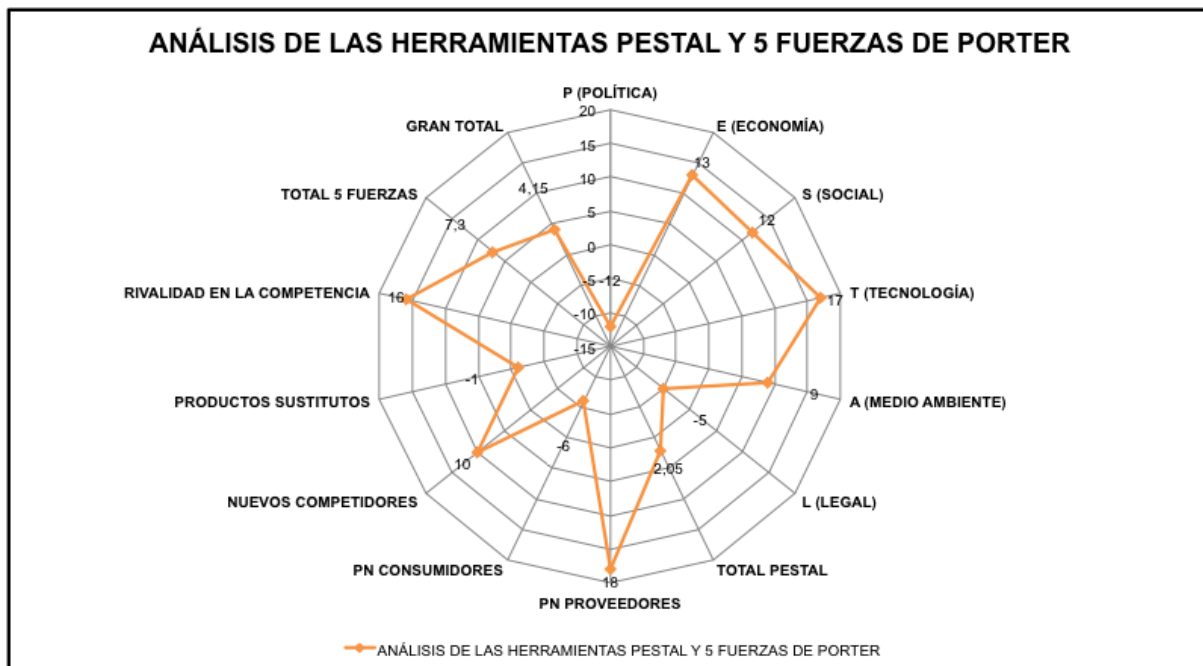 ANÁLISIS DE LAS HERRAMIENTAS PESTAL Y 5 FUERZAS DE PORTER
P (POLÍTICA)
E (ECONOMÍA)
S (SOCIAL)
T (TECNOLOGÍA)
A (MEDIO AMBIENTE)
L (LEGAL)
TOTAL PESTAL
PN PROVEEDORES
PN CONSUMIDORES
NUEVOS COMPETIDORES
PRODUCTOS SUSTITUTOS
RIVALIDAD EN LA COMPETENCIA
TOTAL 5 FUERZAS
GRAN TOTAL
20
15
10
5
0
-5
-10
-15
-12
13
12
17
9
-5
2,05
18
-6
10
-1
16
7,3
4,15
ANÁLISIS DE LAS HERRAMIENTAS PESTAL Y 5 FUERZAS DE PORTER